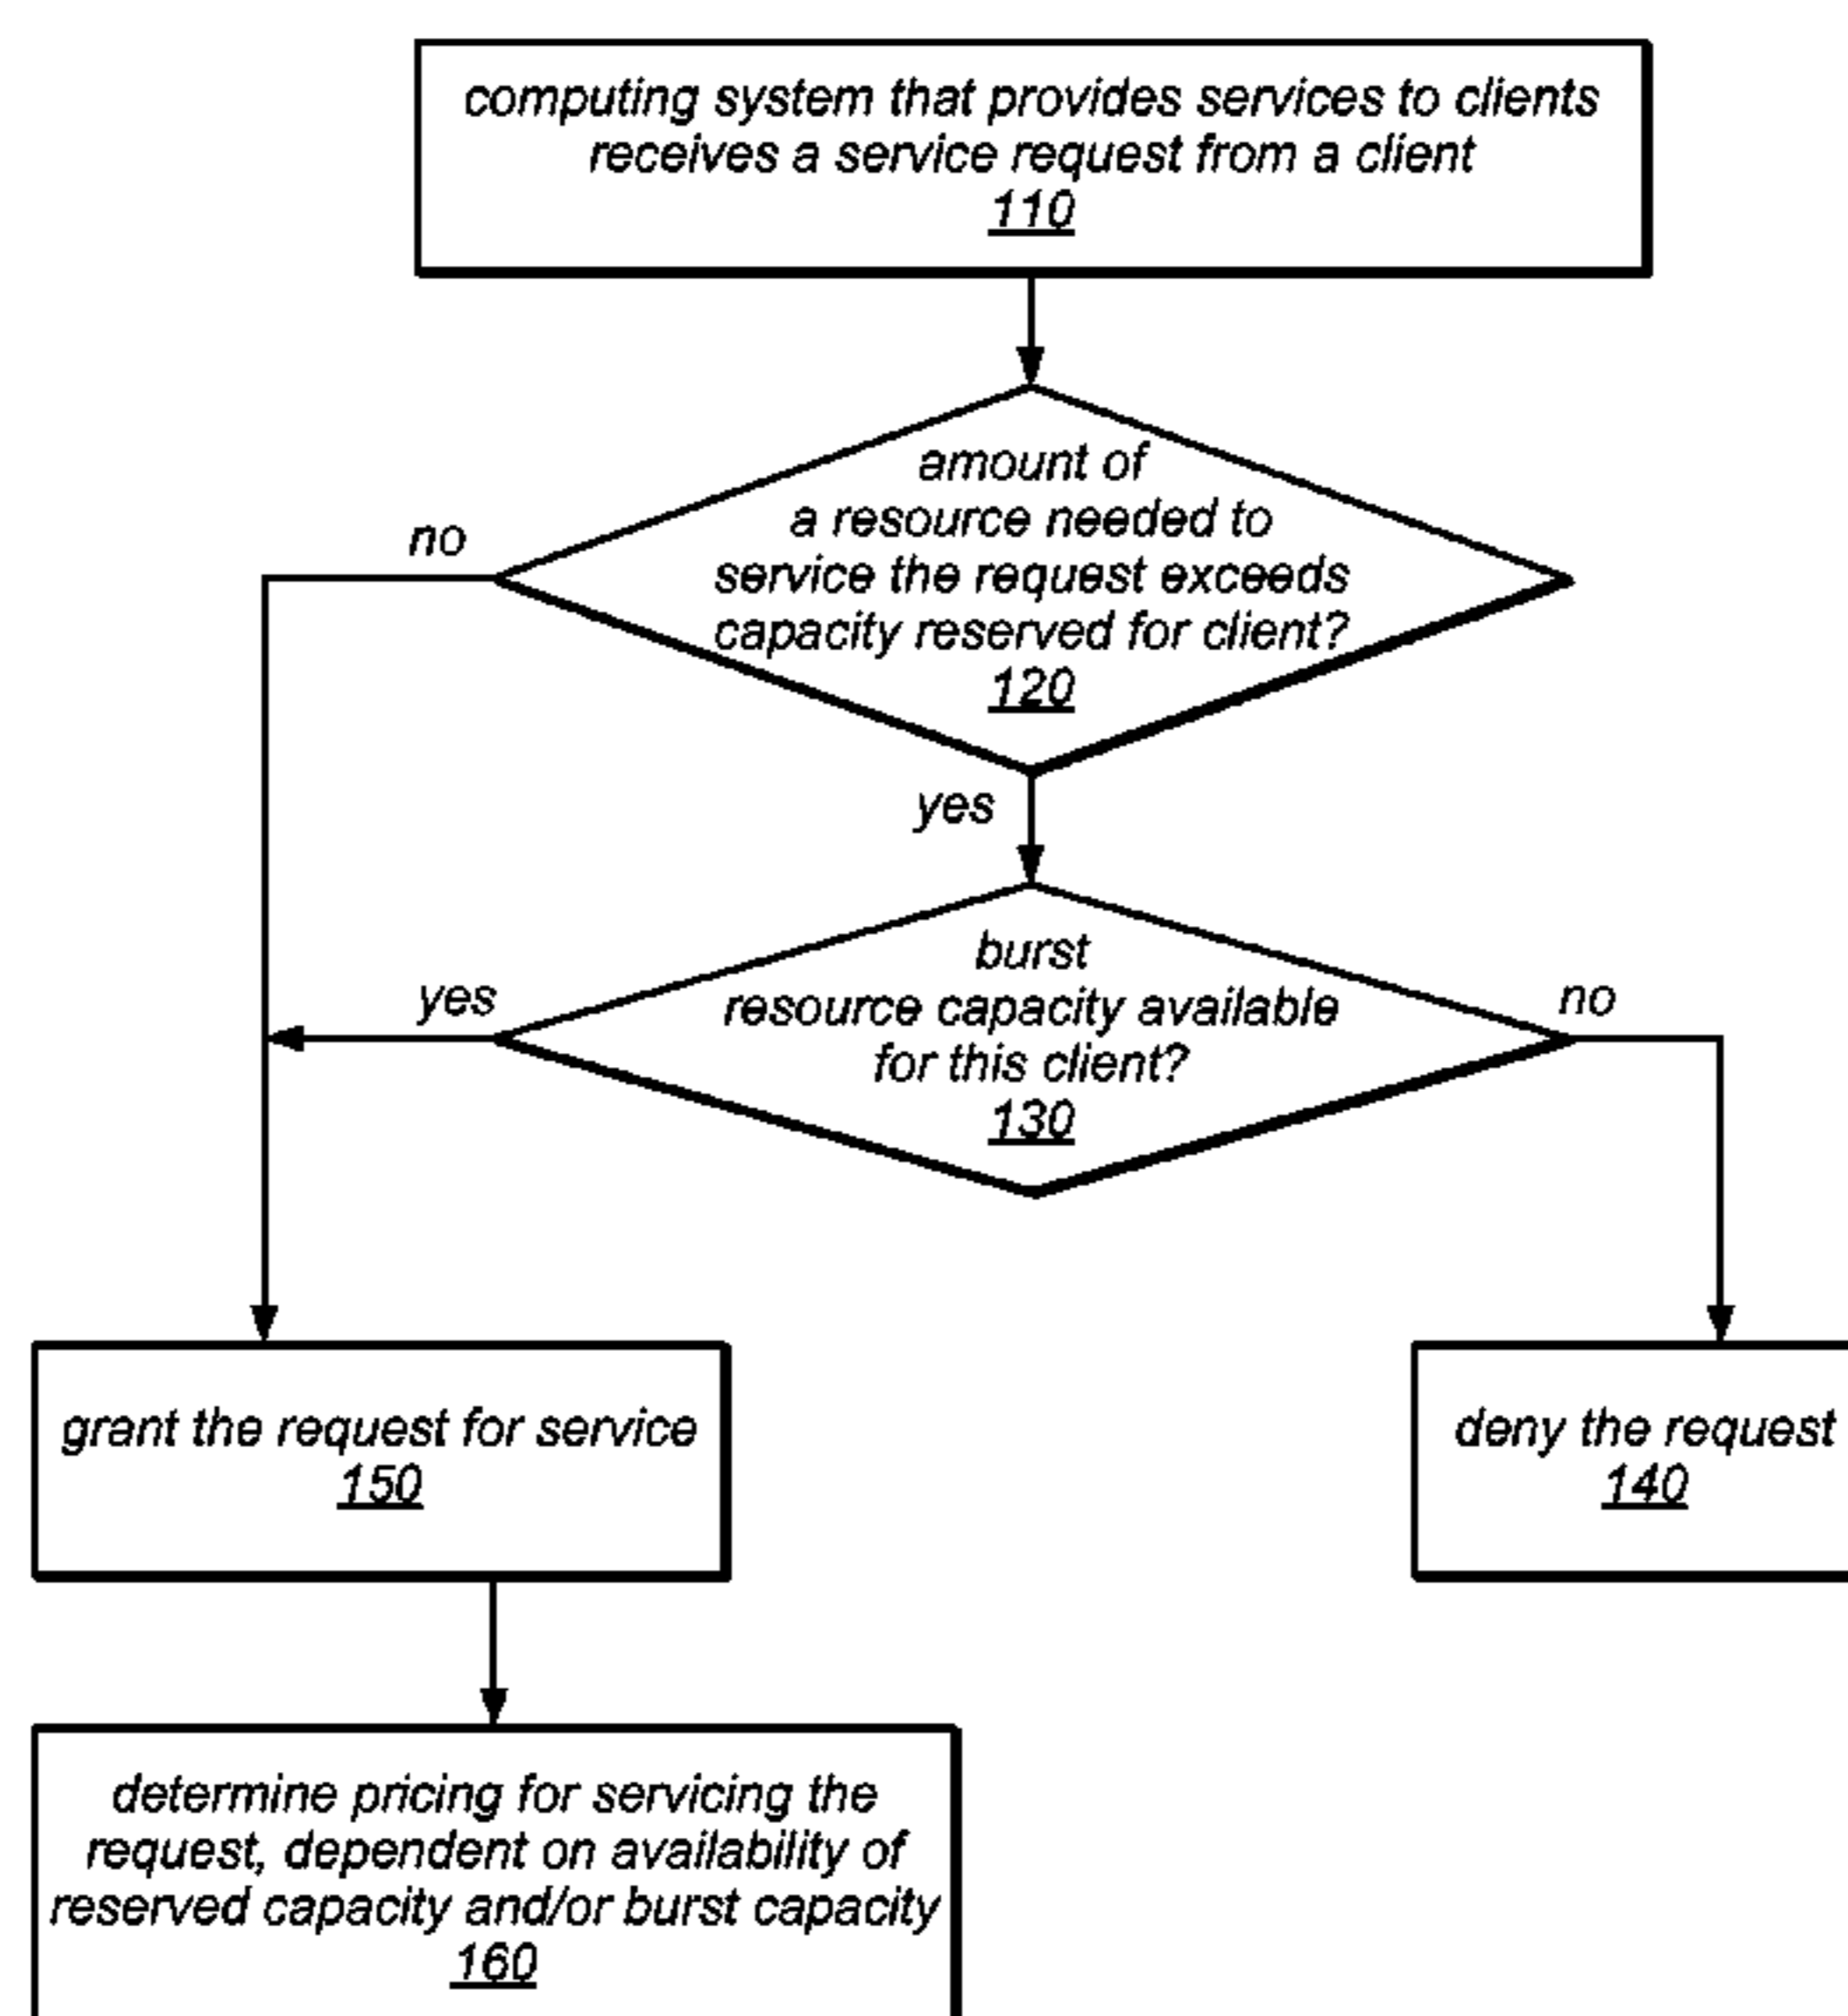 computing system that provides services to clients
receives a service request from a client
110
amount of
a resource needed to
service the request exceeds
capacity reserved for client?
120
no
yes
burst
resource capacity available
for this client?
130
yes
no
grant the request for service
150
deny the request
140
determine pricing for servicing the
request, dependent on availability of
reserved capacity and/or burst capacity
160